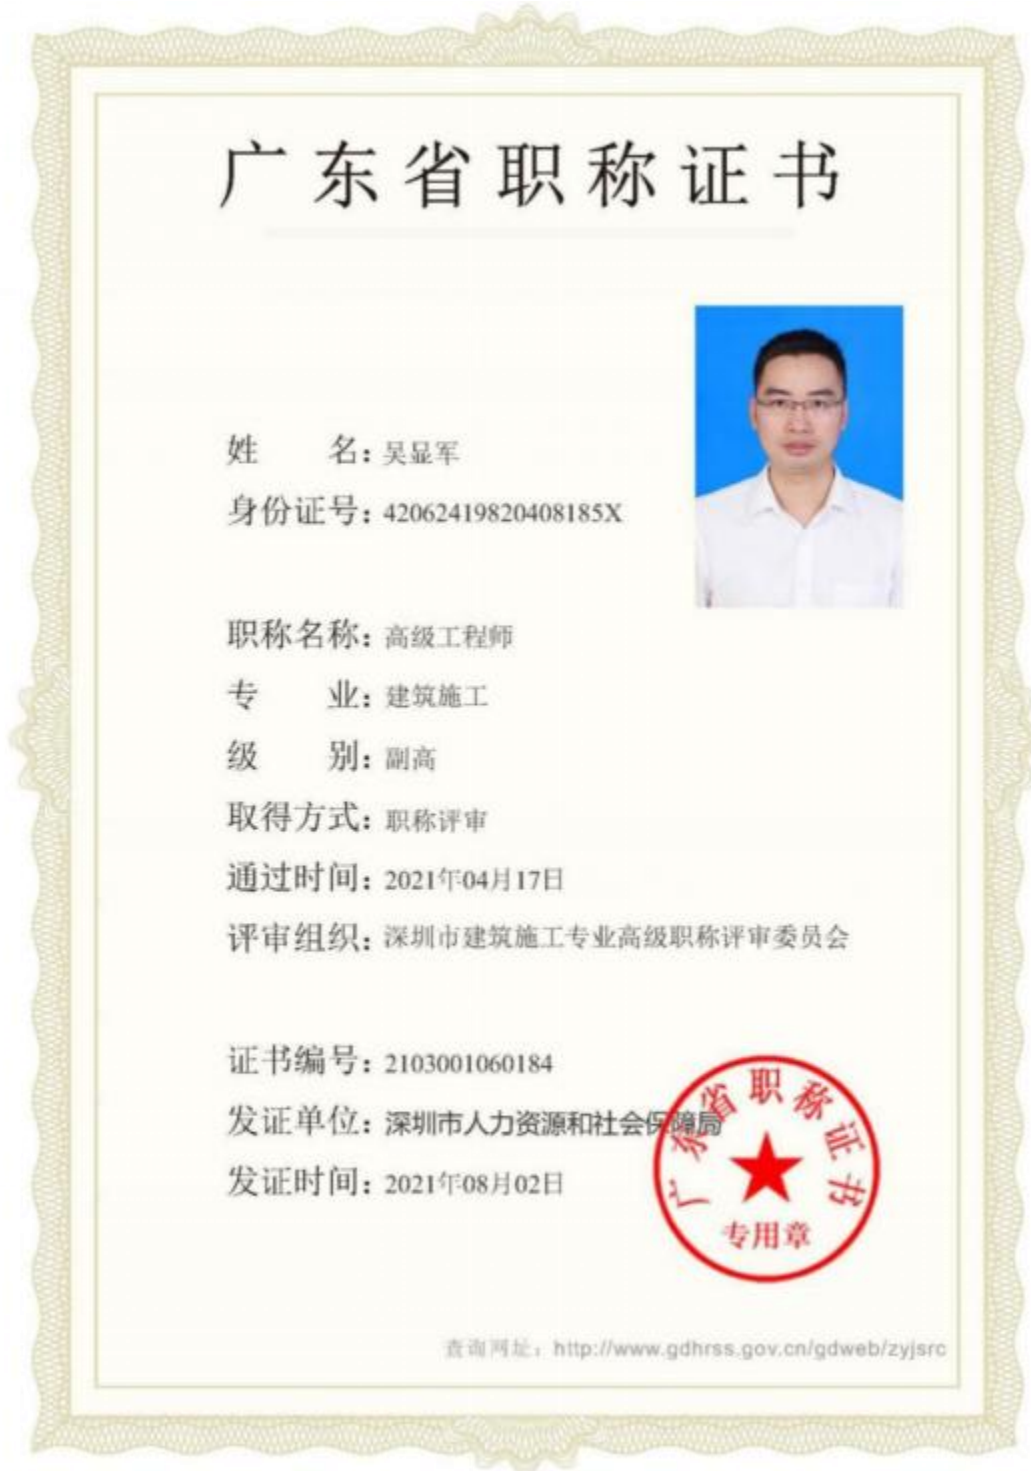 广东省职称证书
姓 名：吴显军
身份证号：42062419820408185X
职称名称：高级工程师
专 业：建筑施工
级 别：副高
取得方式：职称评审
通过时间：2021年04月17日
评审组织：深圳市建筑施工专业高级职称评审委员会
证书编号：2103001060184
发证单位：深圳市人力资源和社会保障局
发证时间：2021年08月02日
广东省职称证书
专用章
查询网址：http://www.gdhrss.gov.cn/gdweb/zyjsrc